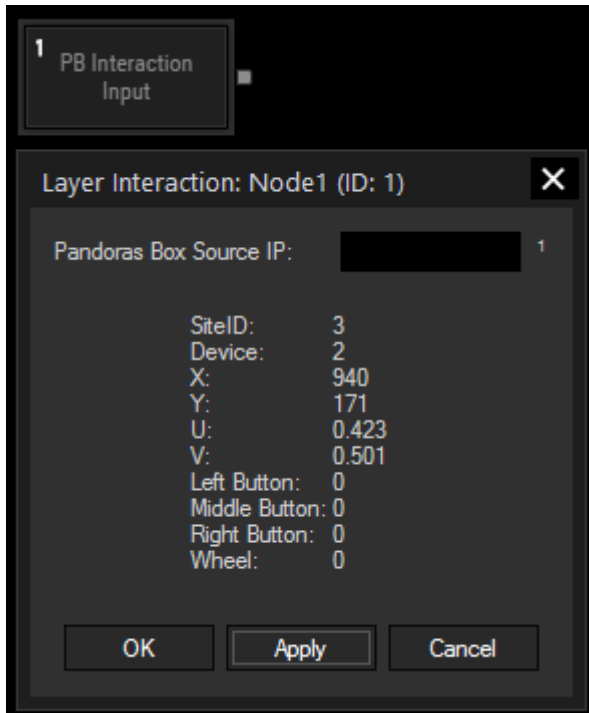 1
PB Interaction
Input
Layer Interaction: Node1 (ID: 1)
Pandoras Box Source IP: 1
SiteID: 3
Device: 2
X: 940
Y: 171
U: 0.423
V: 0.501
Left Button: 0
Middle Button: 0
Right Button: 0
Wheel: 0
OK Apply Cancel